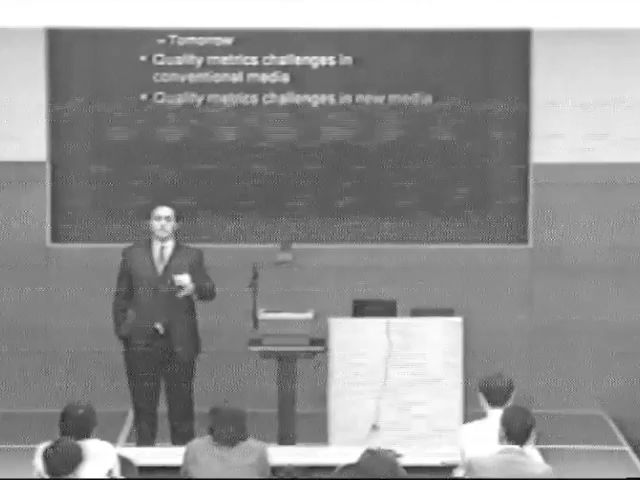 – Tomorrow
• Quality metrics challenges in
conventional media
• Quality metrics challenges in new media